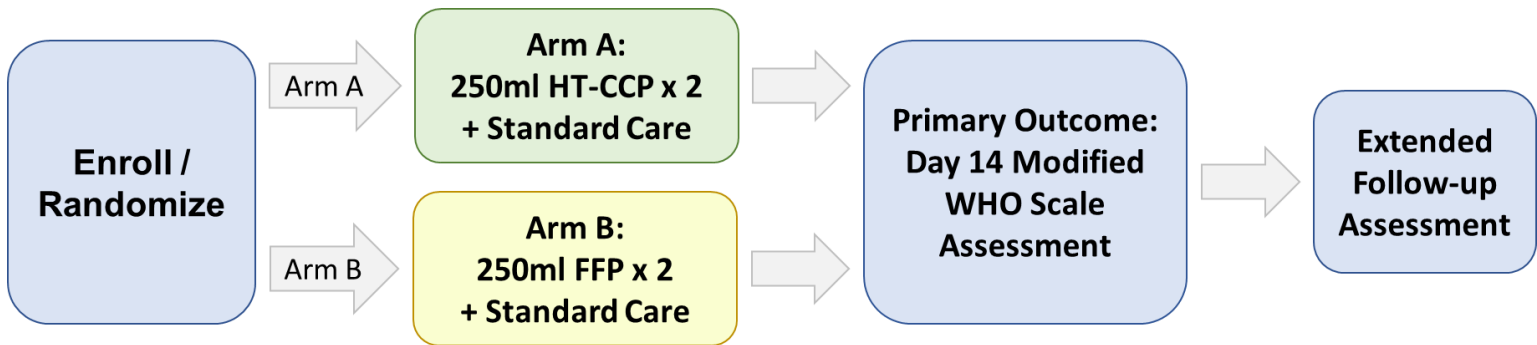 Enroll /
Randomize
Arm A
Arm A:
250ml HT-CCP x 2
+ Standard Care
Arm B
Arm B:
250ml FFP x 2
+ Standard Care
Primary Outcome:
Day 14 Modified
WHO Scale
Assessment
Extended
Follow-up
Assessment